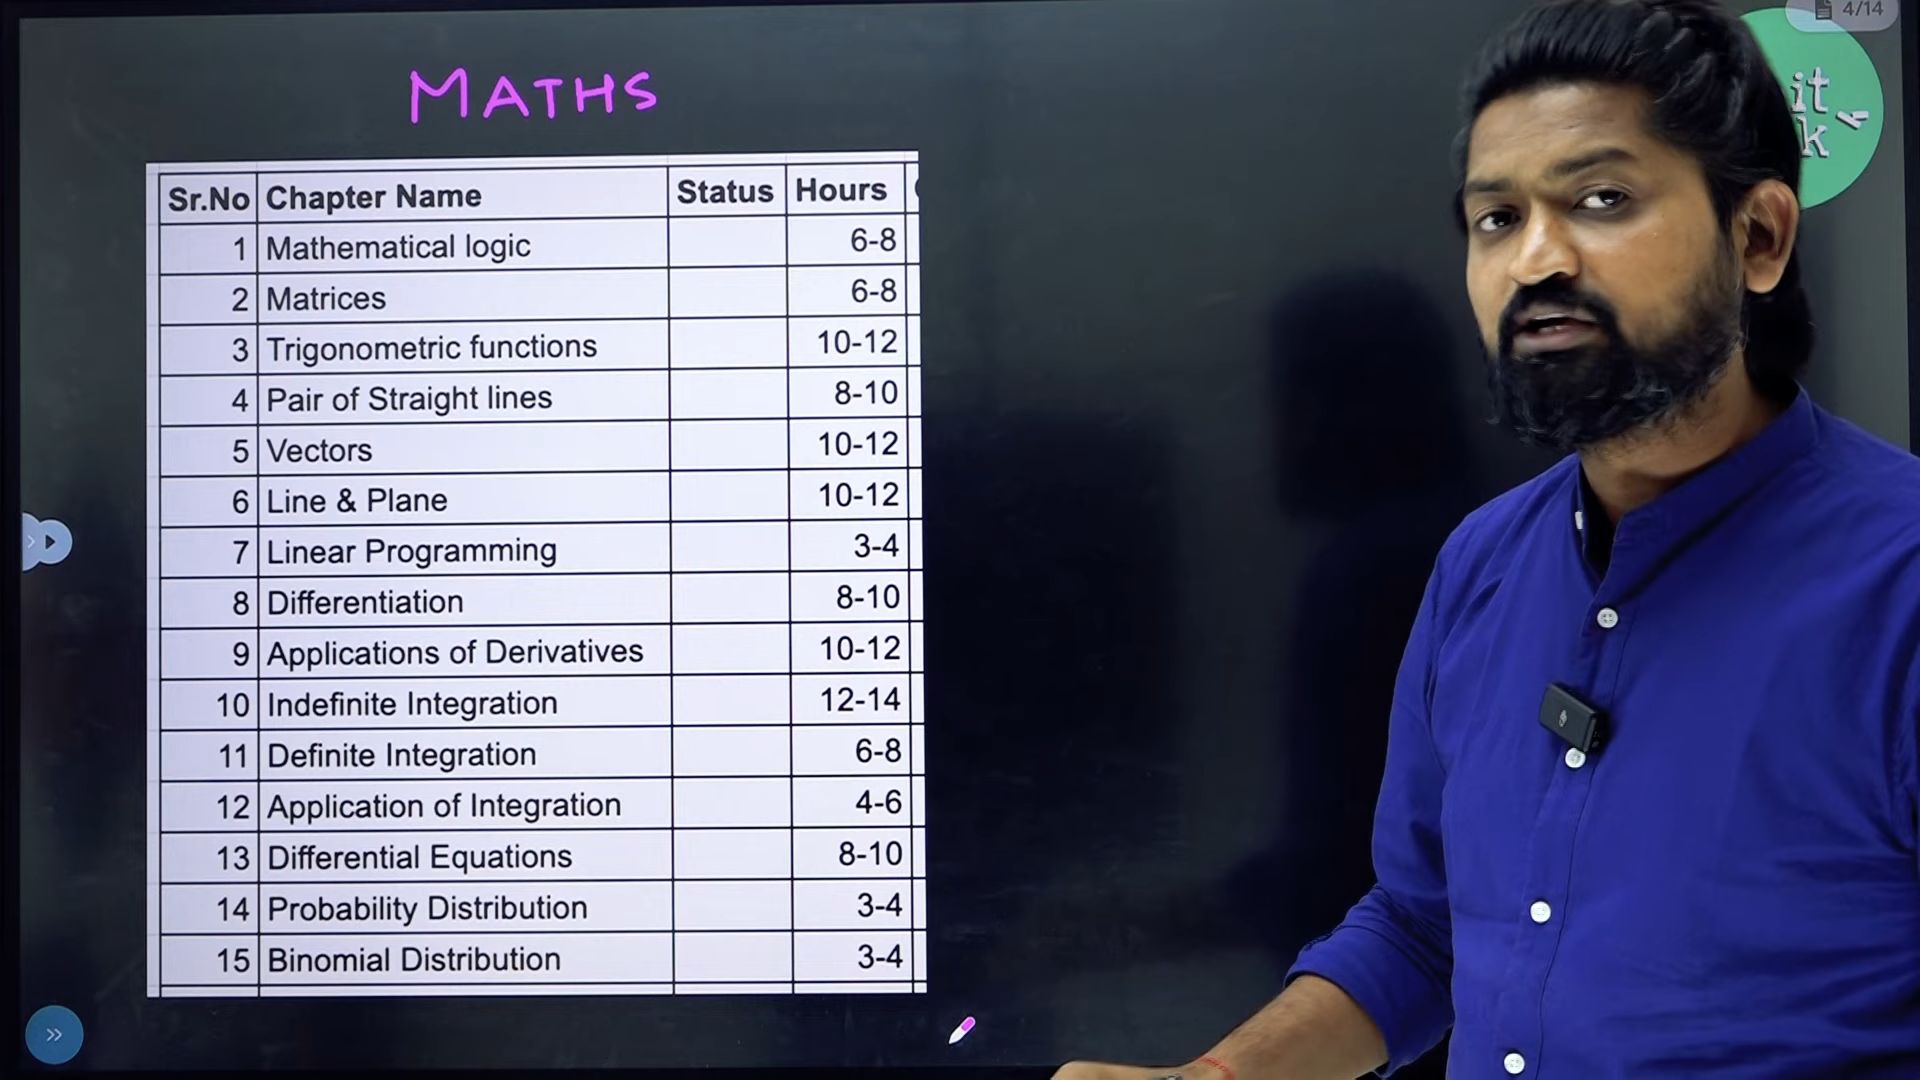 4/14
it
k
MATHS
Sr.No Chapter Name Status Hours
1 Mathematical logic 6-8
2 Matrices 6-8
3 Trigonometric functions 10-12
4 Pair of Straight lines 8-10
5 Vectors 10-12
6 Line & Plane 10-12
7 Linear Programming 3-4
8 Differentiation 8-10
9 Applications of Derivatives 10-12
10 Indefinite Integration 12-14
11 Definite Integration 6-8
12 Application of Integration 4-6
13 Differential Equations 8-10
14 Probability Distribution 3-4
15 Binomial Distribution 3-4